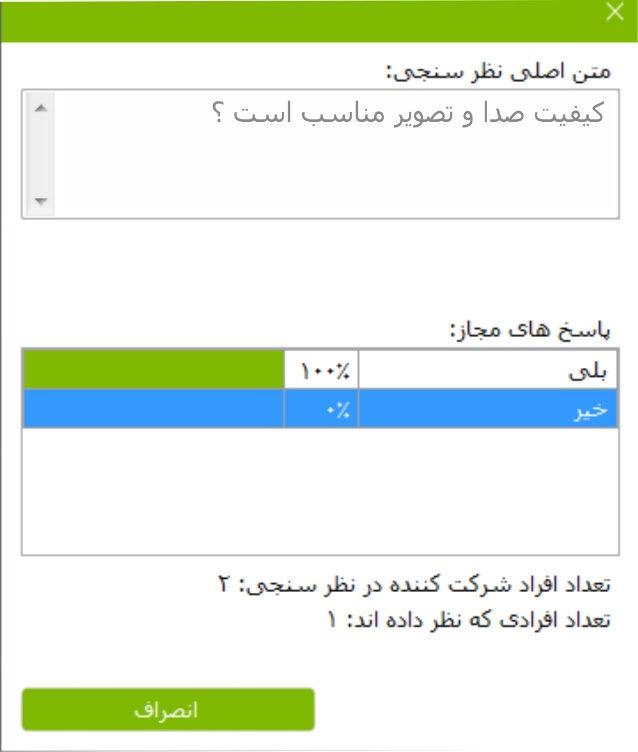 متن اصلی نظر سنجی:
کیفیت صدا و تصویر مناسب است ؟
پاسخ های مجاز:
بلی ۱۰۰٪
خیر ۰٪
تعداد افراد شرکت کننده در نظر سنجی: ۲
تعداد افرادی که نظر داده اند: ۱
انصراف